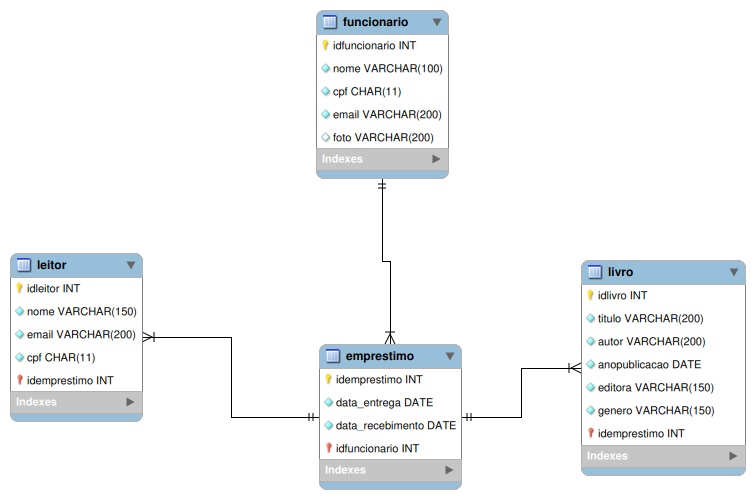 funcionario
idfuncionario INT
nome VARCHAR(100)
cpf CHAR(11)
email VARCHAR(200)
foto VARCHAR(200)
Indexes
leitor
idleitor INT
nome VARCHAR(150)
email VARCHAR(200)
cpf CHAR(11)
idemprestimo INT
Indexes
emprestimo
idemprestimo INT
data_entrega DATE
data_recebimento DATE
idfuncionario INT
Indexes
livro
idlivro INT
titulo VARCHAR(200)
autor VARCHAR(200)
anopublicacao DATE
editora VARCHAR(150)
genero VARCHAR(150)
idemprestimo INT
Indexes